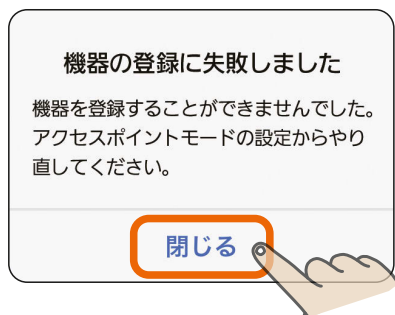 機器の登録に失敗しました
機器を登録することができませんでした。
アクセスポイントモードの設定からやり
直してください。
閉じる